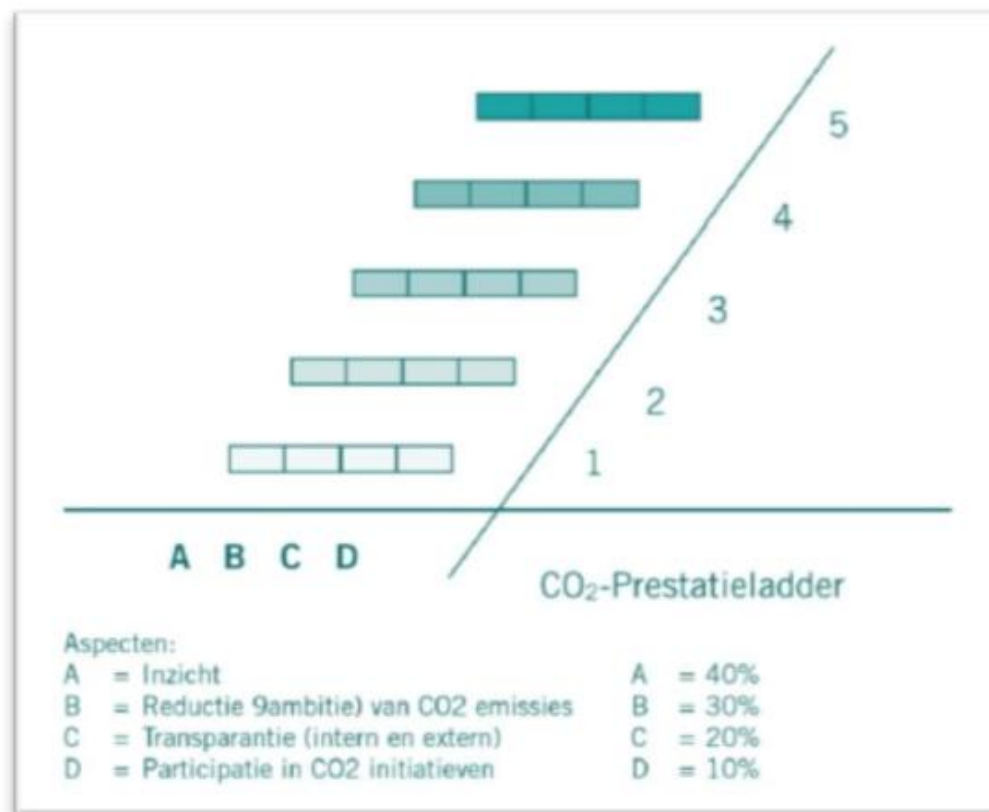 5
4
3
2
1
A B C D
CO₂-Prestatieladder
Aspecten:
A = Inzicht A = 40%
B = Reductie 9ambitie) van CO2 emissies B = 30%
C = Transparantie (intern en extern) C = 20%
D = Participatie in CO2 initiatieven D = 10%